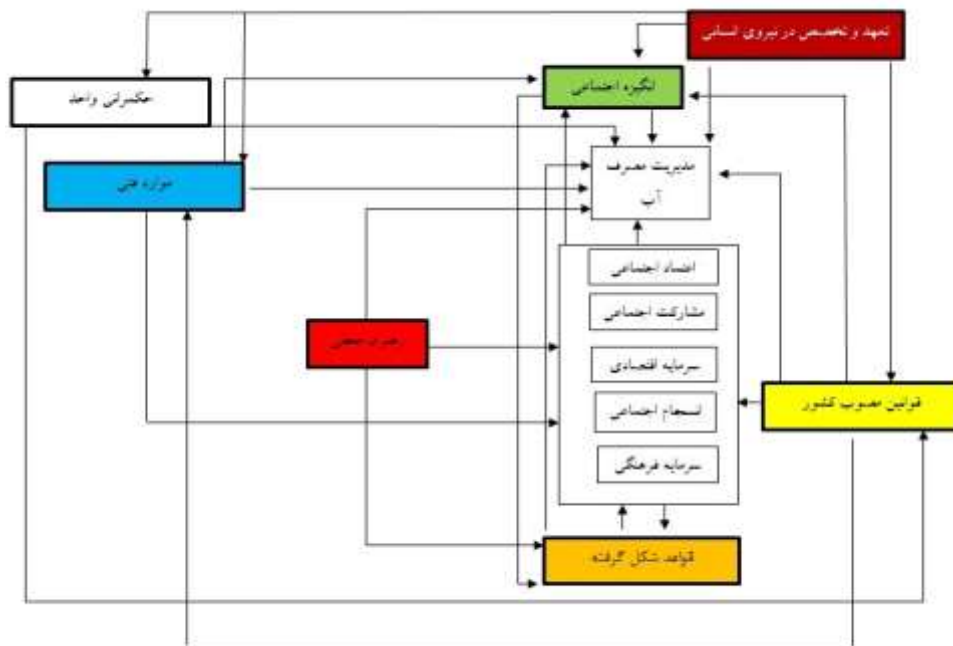 تعهد و تخصص در نیروی انسانی
انگیزه اجتماعی
حکمرانی واحد
مدیریت مصرف
آب
موارد فنی
اعتماد اجتماعی
مشارکت اجتماعی
سرمایه اقتصادی
قوانین مصوب کشور
انسجام اجتماعی
سرمایه فرهنگی
قواعد شکل گرفته